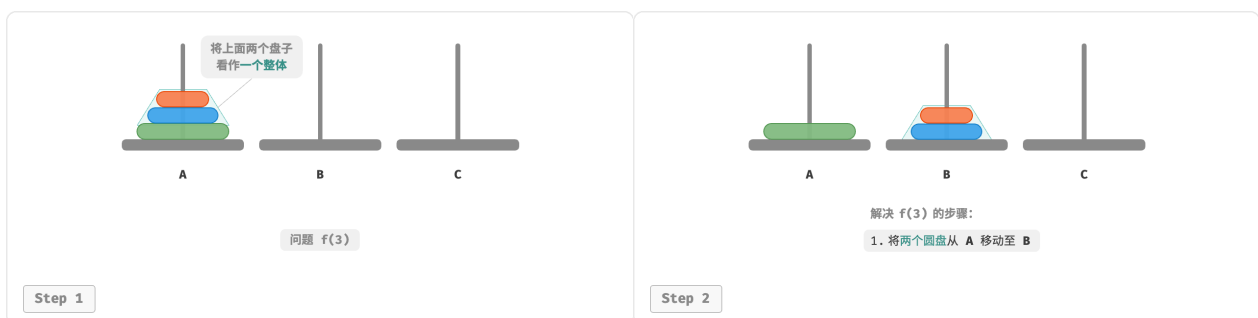 将上面两个盘子
看作一个整体
A
B
C
问题 f(3)
Step 1
A
B
C
解决 f(3) 的步骤：
1. 将两个圆盘从 A 移动至 B
Step 2